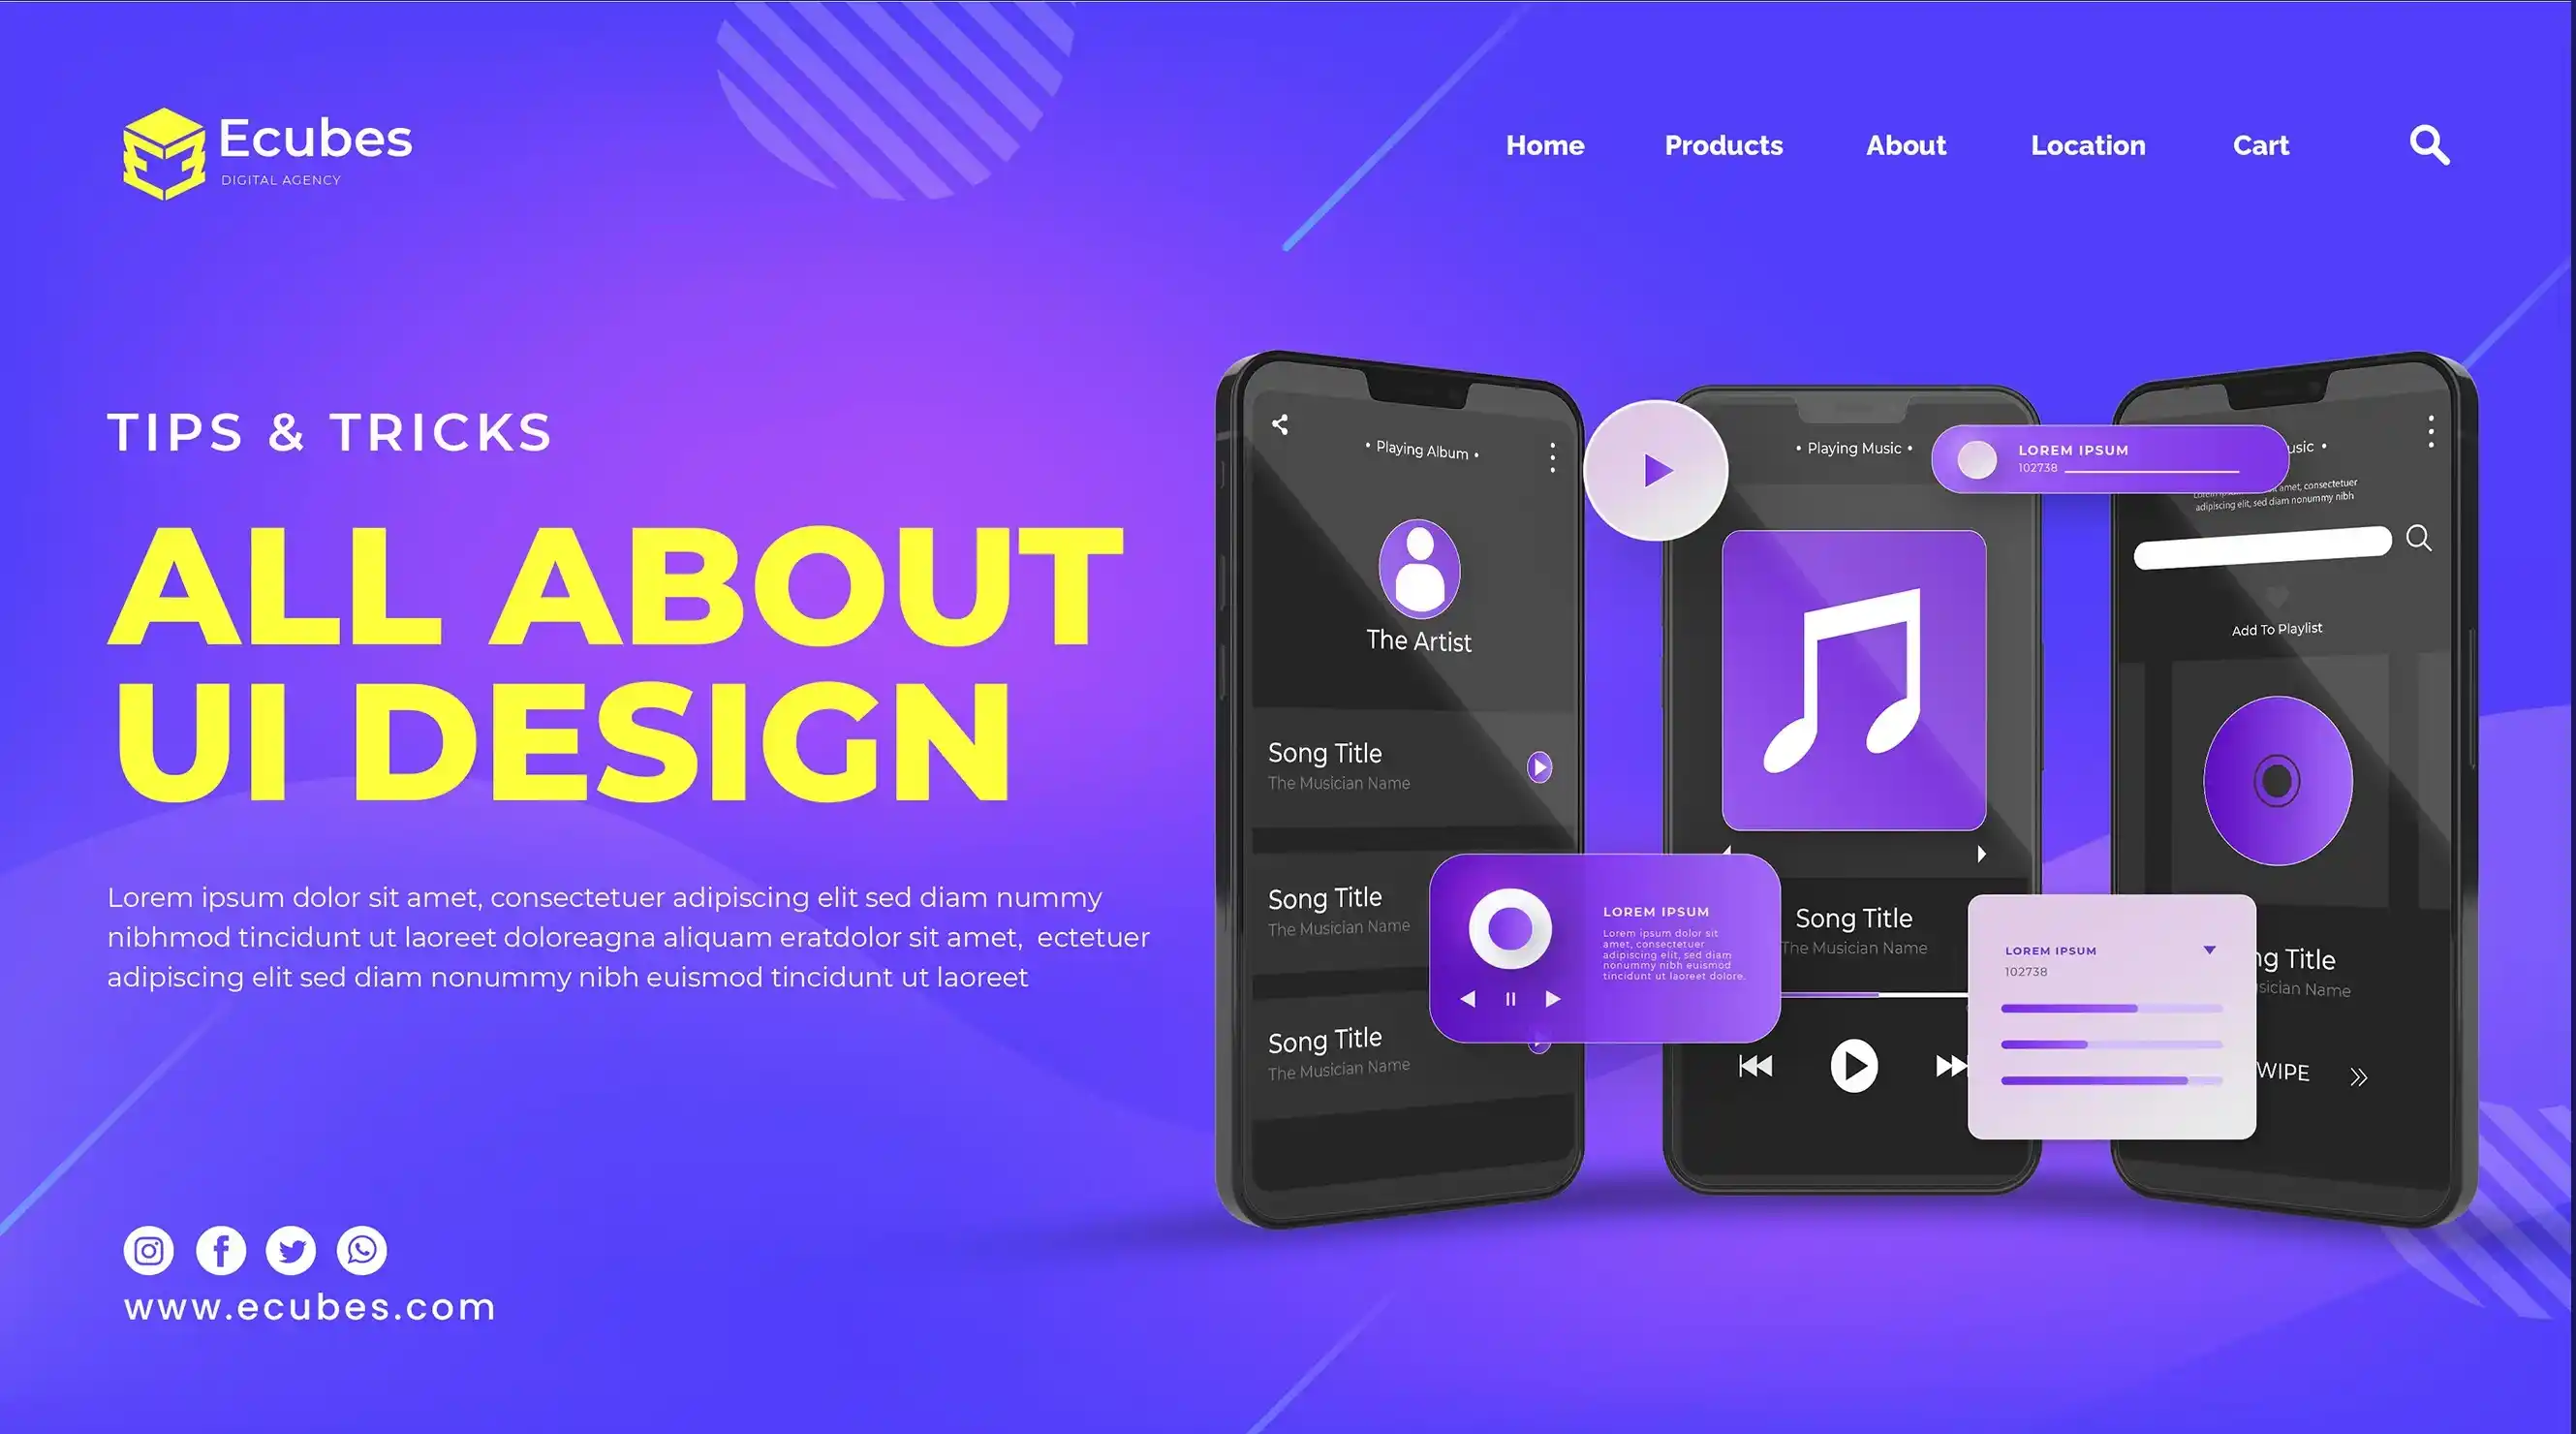 Ecubes
DIGITAL AGENCY
Home Products About Location Cart
TIPS & TRICKS
ALL ABOUT
UI DESIGN
Lorem ipsum dolor sit amet, consectetuer adipiscing elit sed diam nummy
nibhmod tincidunt ut laoreet doloreagna aliquam eratdolor sit amet, ectetuer
adipiscing elit sed diam nonummy nibh euismod tincidunt ut laoreet
www.ecubes.com
• Playing Album •
The Artist
Song Title
The Musician Name
Song Title
The Musician Name
Song Title
The Musician Name
LOREM IPSUM
Lorem ipsum dolor sit
amet, consectetuer
adipiscing elit, sed diam
nonummy nibh euismod
tincidunt ut laoreet dolore.
• Playing Music •
Song Title
The Musician Name
LOREM IPSUM
102738
usic •
amet, consectetuer
adipiscing elit, sed diam nonummy nibh
Add To Playlist
ng Title
sician Name
WIPE
LOREM IPSUM
102738